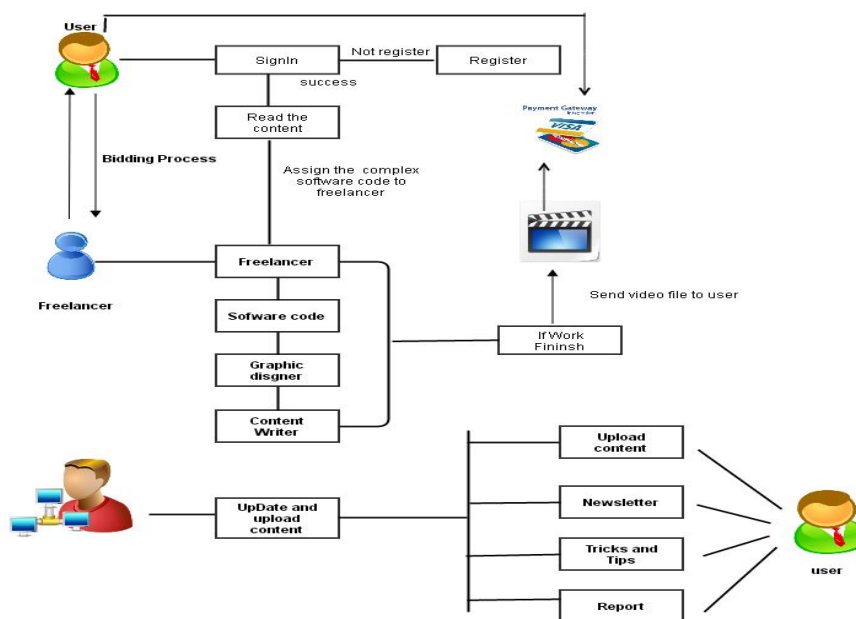 User
SignIn
Not register
Register
success
Read the
content
Payment Gateway
VISA
Bidding Process
Assign the complex
software code to
freelancer
Freelancer
Freelancer
Send video file to user
Sofware code
If Work
Fininsh
Graphic
disgner
Content
Writer
Upload
content
UpDate and
upload
content
Newsletter
Tricks and
Tips
user
Report